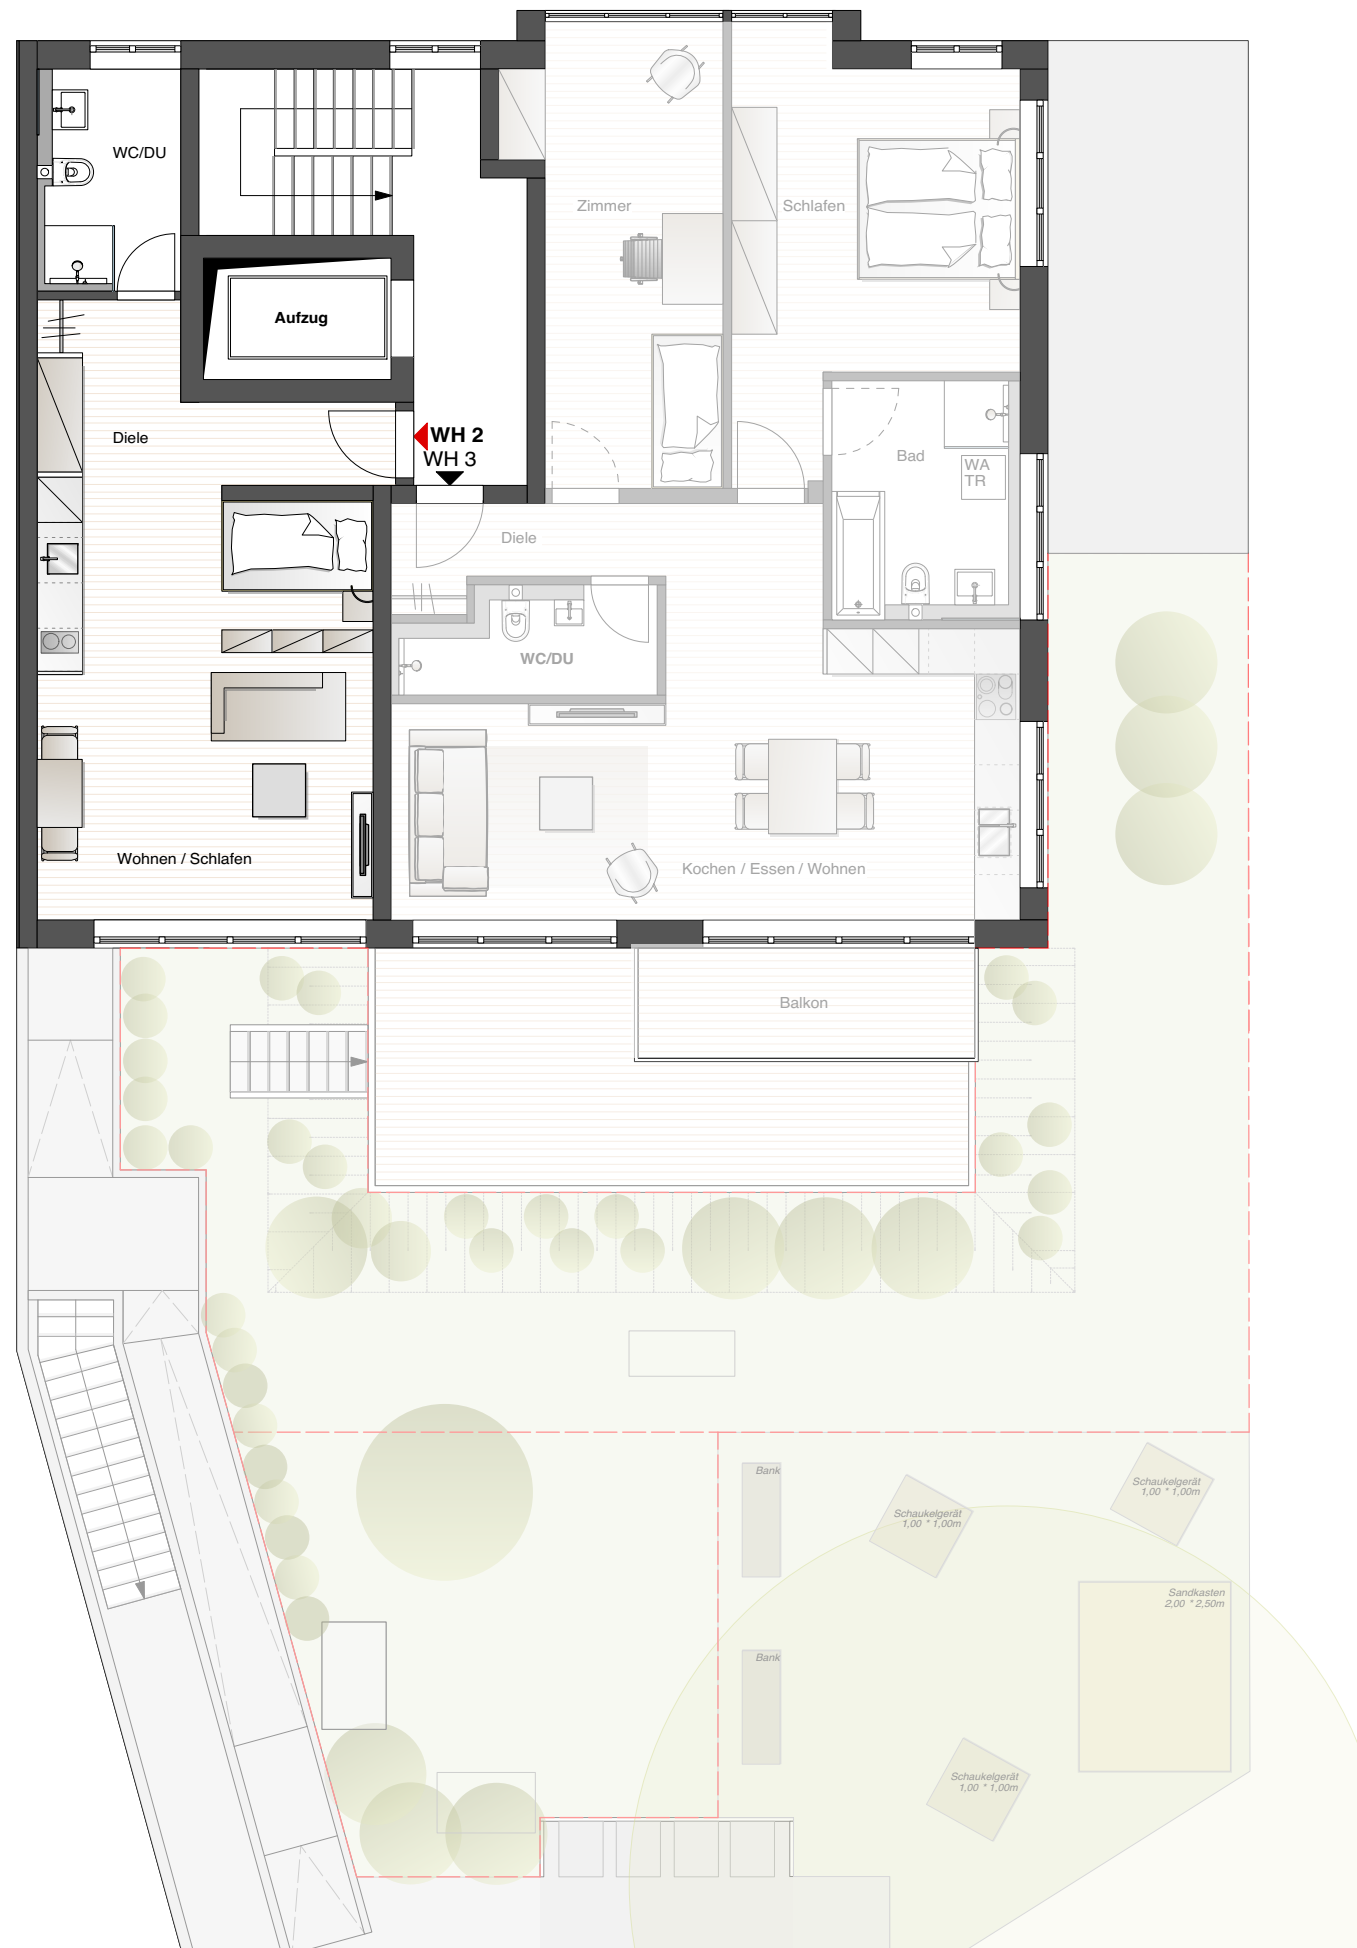 WC/DU
Zimmer
Schlafen
Aufzug
Diele
WH 2
WH 3
Bad
WA
TR
Diele
WC/DU
Wohnen / Schlafen
Kochen / Essen / Wohnen
Balkon
Bank
Schaukelgerät
1,00 * 1,00m
Schaukelgerät
1,00 * 1,00m
Sandkasten
2,00 * 2,50m
Bank
Schaukelgerät
1,00 * 1,00m